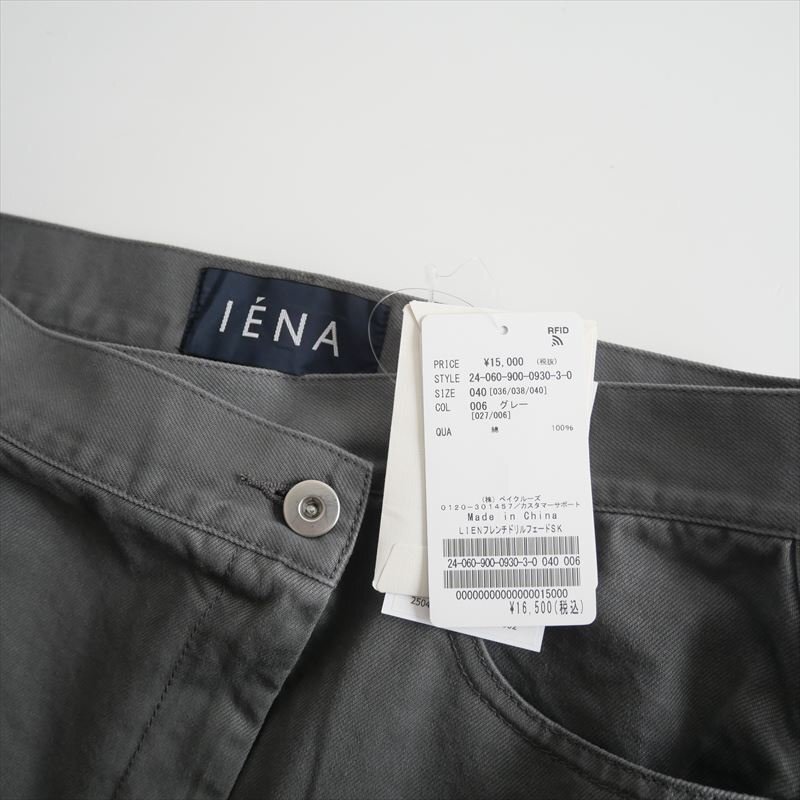 IÉNA
RFID
PRICE ¥15,000 (税抜)
STYLE 24-060-900-0930-3-0
SIZE 040 [036/038/040]
COL 006 グレー
[027/006]
QUA 綿 100%
(株) ベイクルーズ
0120-301457/カスタマーサポート
Made in China
LIENフレンチドリルフェードSK
24-060-900-0930-3-0 040 006
00000000000000015000
¥16,500(税込)